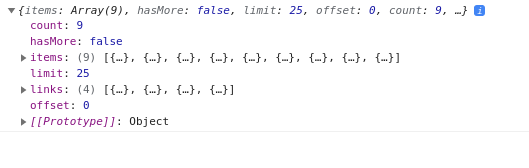 ▼{items: Array(9), hasMore: false, limit: 25, offset: 0, count: 9, …} i
count: 9
hasMore: false
▶items: (9) [{…}, {…}, {…}, {…}, {…}, {…}, {…}, {…}, {…}]
limit: 25
▶links: (4) [{…}, {…}, {…}, {…}]
offset: 0
▶[[Prototype]]: Object